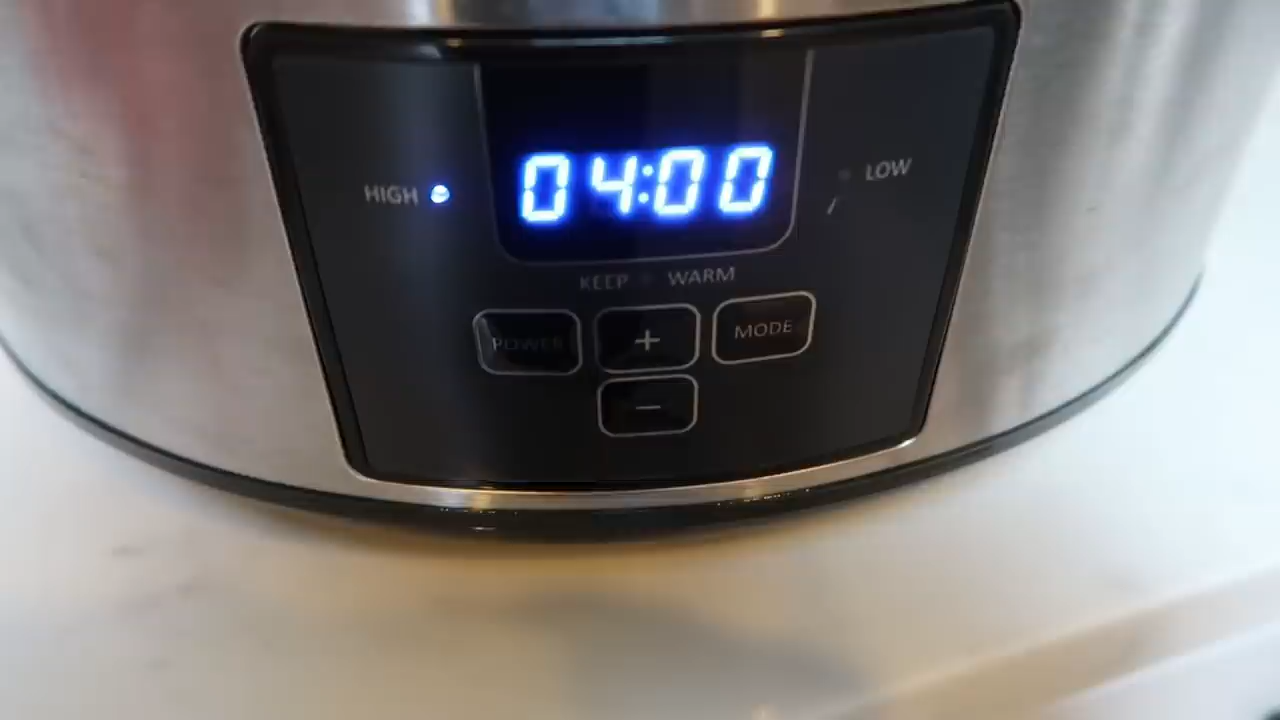 04:00
HIGH
LOW
KEEP WARM
POWER + MODE
−